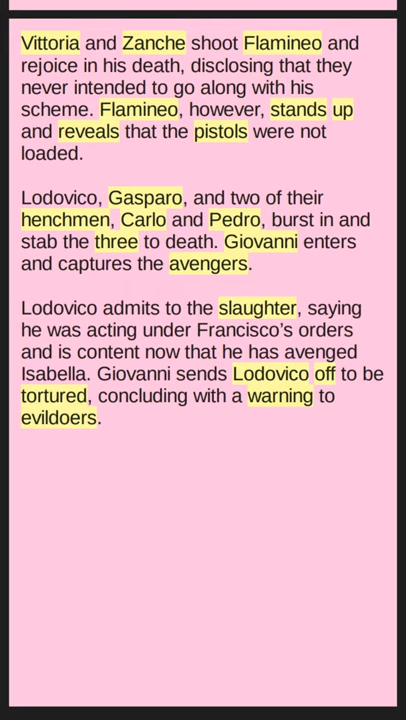 Vittoria and Zanche shoot Flamineo and
rejoice in his death, disclosing that they
never intended to go along with his
scheme. Flamineo, however, stands up
and reveals that the pistols were not
loaded.
Lodovico, Gasparo, and two of their
henchmen, Carlo and Pedro, burst in and
stab the three to death. Giovanni enters
and captures the avengers.
Lodovico admits to the slaughter, saying
he was acting under Francisco’s orders
and is content now that he has avenged
Isabella. Giovanni sends Lodovico off to be
tortured, concluding with a warning to
evildoers.